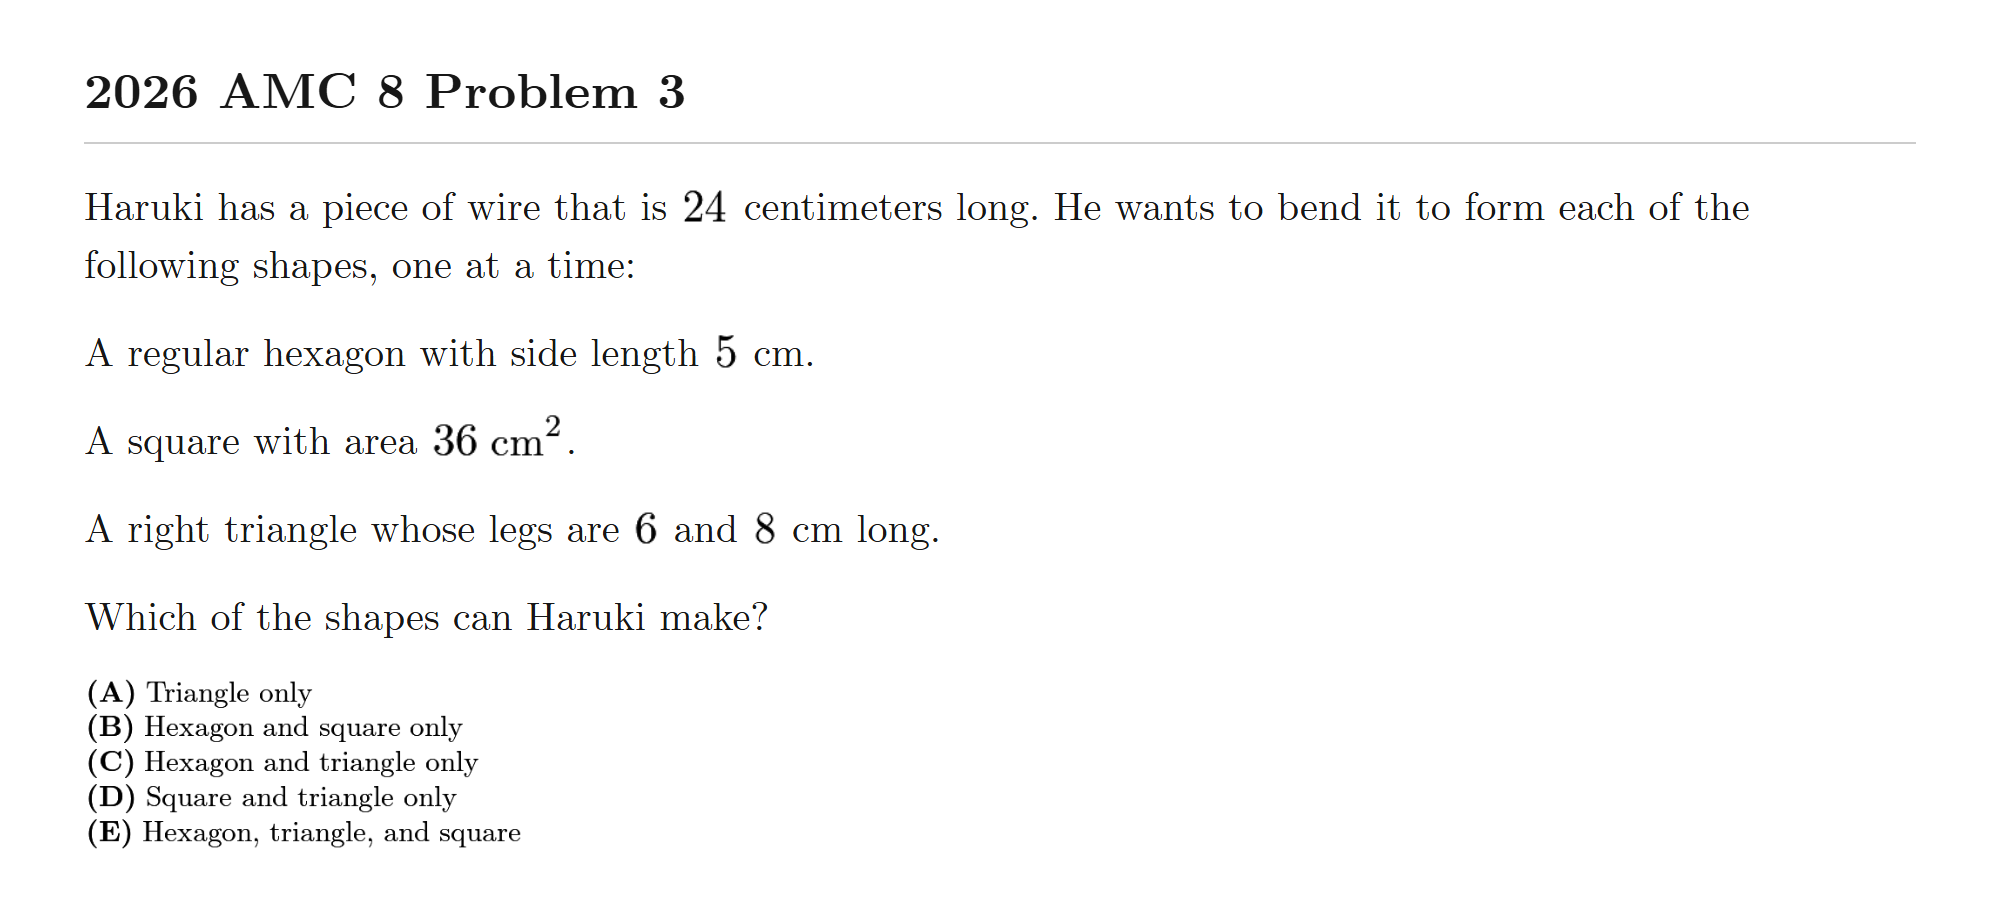 2026 AMC 8 Problem 3
Haruki has a piece of wire that is 24 centimeters long. He wants to bend it to form each of the
following shapes, one at a time:
A regular hexagon with side length 5 cm.
A square with area 36 cm².
A right triangle whose legs are 6 and 8 cm long.
Which of the shapes can Haruki make?
(A) Triangle only
(B) Hexagon and square only
(C) Hexagon and triangle only
(D) Square and triangle only
(E) Hexagon, triangle, and square